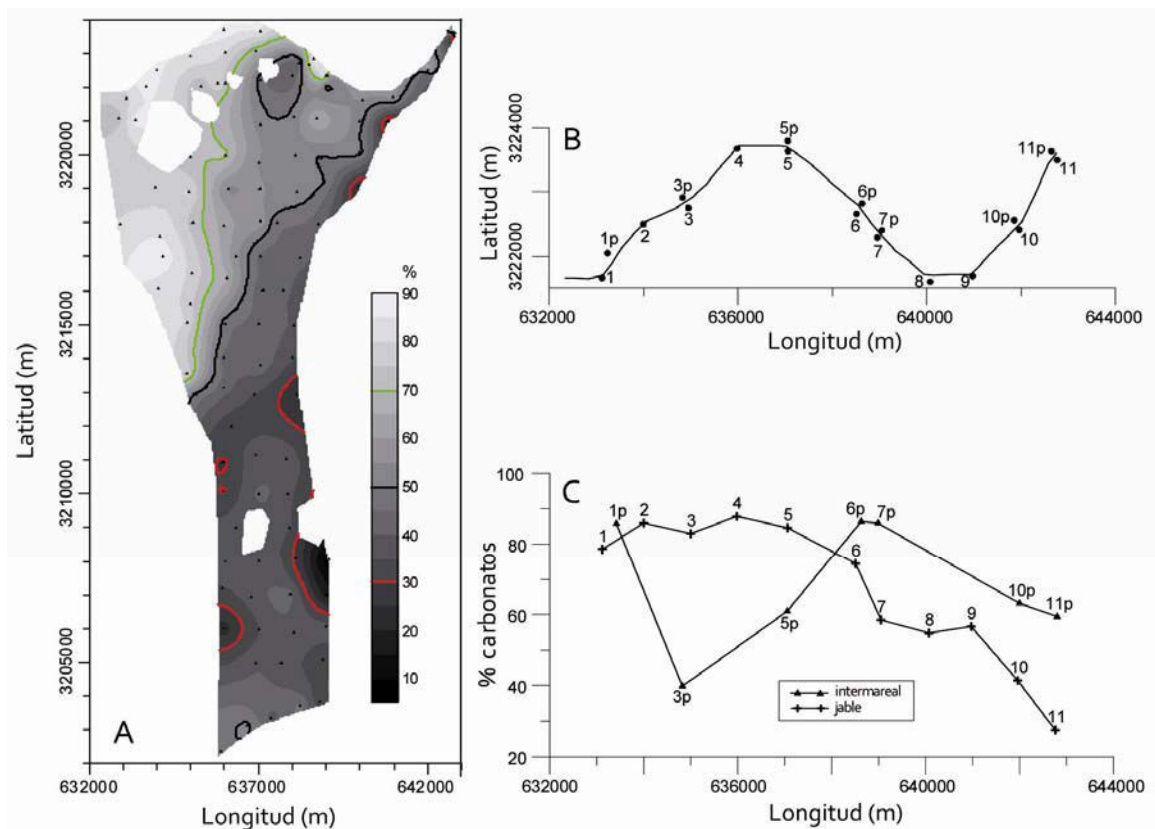 A
Latitud (m)
3220000
3215000
3210000
3205000
632000 637000 642000
Longitud (m)
%
90
80
70
60
50
40
30
20
10
B
Latitud (m)
3224000
3222000
1 1p 2 3p 3 4 5p 5 6p 6 7p 7 8 9 10p 10 11p 11
632000 636000 640000 644000
Longitud (m)
C
% carbonatos
100
80
60
40
20
1 1p 2 3 3p 4 5 5p 6p 7p 6 7 8 9 10p 10 11p 11
intermareal
jable
632000 636000 640000 644000
Longitud (m)